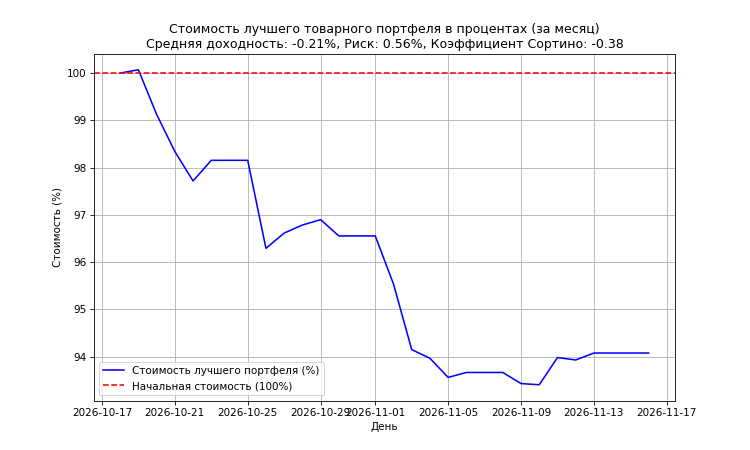 Стоимость лучшего товарного портфеля в процентах (за месяц)
Средняя доходность: -0.21%, Риск: 0.56%, Коэффициент Сортино: -0.38
Стоимость (%)
100
99
98
97
96
95
94
Стоимость лучшего портфеля (%)
Начальная стоимость (100%)
2026-10-17 2026-10-21 2026-10-25 2026-10-29 2026-11-01 2026-11-05 2026-11-09 2026-11-13 2026-11-17
День